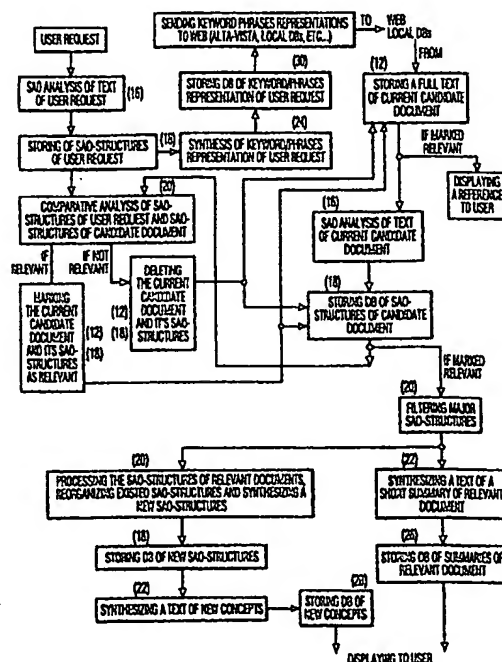 USER REQUEST
SAO ANALYSIS OF TEXT
OF USER REQUEST
(16)
STORING OF SAO-STRUCTURES
OF USER REQUEST
(18)
SENDING KEYWORD PHRASES REPRESENTATIONS
TO WEB (ALTA-VISTA, LOCAL DBs, ETC...)
TO
WEB
LOCAL DBs
FROM
(30)
STORING DB OF KEYWORD/PHRASES
REPRESENTATION OF USER REQUEST
(24)
SYNTHESIS OF KEYWORD/PHRASES
REPRESENTATION OF USER REQUEST
(12)
STORING A FULL TEXT
OF CURRENT CANDIDATE
DOCUMENT
IF MARKED
RELEVANT
DISPLAYING
A REFERENCE
TO USER
(20)
COMPARATIVE ANALYSIS OF SAO-
STRUCTURES OF USER REQUEST AND SAO-
STRUCTURES OF CANDIDATE DOCUMENT
IF
RELEVANT
IF NOT
RELEVANT
MARKING
THE CURRENT
CANDIDATE
DOCUMENT
AND IT'S SAO-
STRUCTURES
AS RELEVANT
(12)
(18)
DELETING
THE CURRENT
CANDIDATE
DOCUMENT
AND IT'S SAO-
STRUCTURES
(12)
(18)
(16)
SAO ANALYSIS OF TEXT
OF CURRENT CANDIDATE
DOCUMENT
(18)
STORING DB OF SAO-
STRUCTURES OF CANDIDATE
DOCUMENT
IF MARKED
RELEVANT
(20)
FILTERING MAJOR
SAO-STRUCTURES
(20)
PROCESSING THE SAO-STRUCTURES OF RELEVANT DOCUMENTS,
REORGANIZING EXISTED SAO-STRUCTURES AND SYNTHESIZING A
NEW SAO-STRUCTURES
(22)
SYNTHESIZING A TEXT OF A
SHORT SUMMARY OF RELEVANT
DOCUMENT
(18)
STORING DB OF NEW SAO-STRUCTURES
(26)
STORING DB OF SUMMARIES OF
RELEVANT DOCUMENT
(22)
SYNTHESIZING A TEXT OF NEW CONCEPTS
STORING DB OF
NEW CONCEPTS
DISPLAYING TO USER